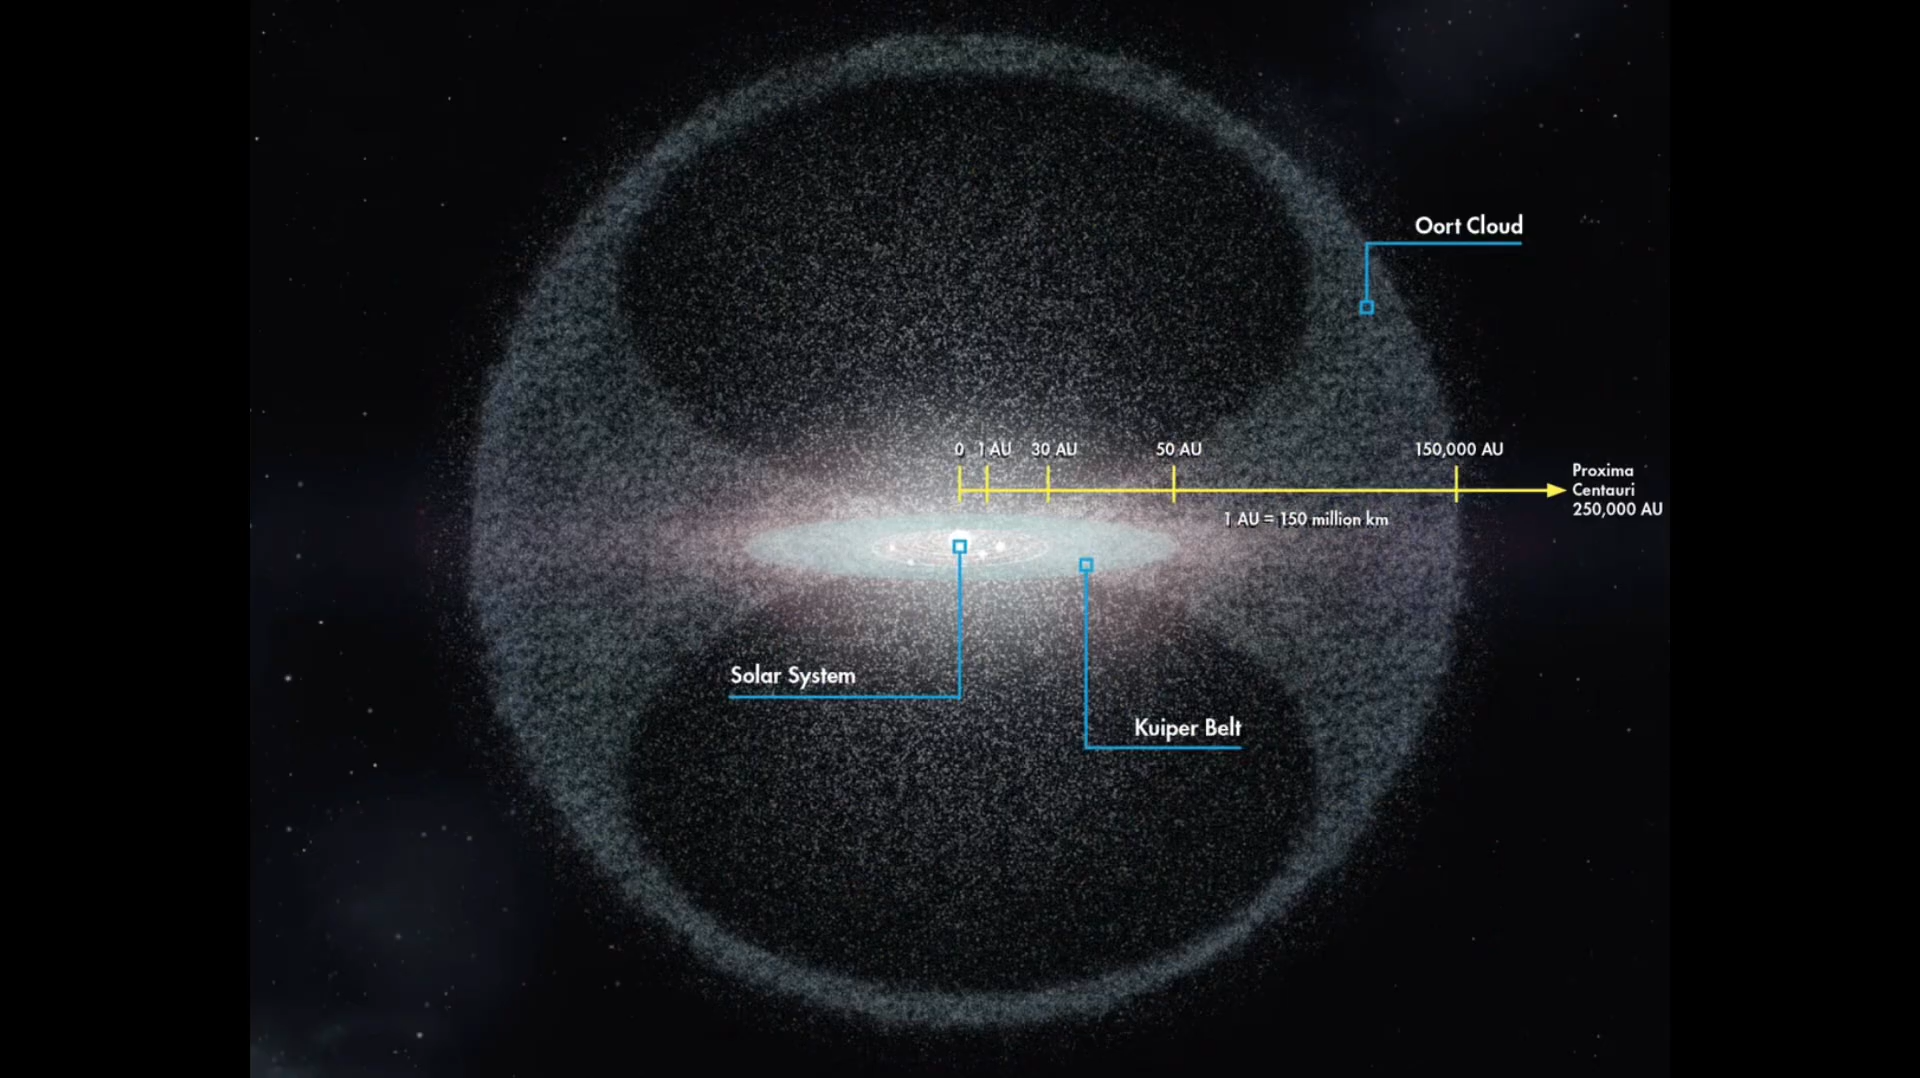 Oort Cloud
0
1 AU
30 AU
50 AU
150,000 AU
Proxima
Centauri
250,000 AU
1 AU = 150 million km
Solar System
Kuiper Belt